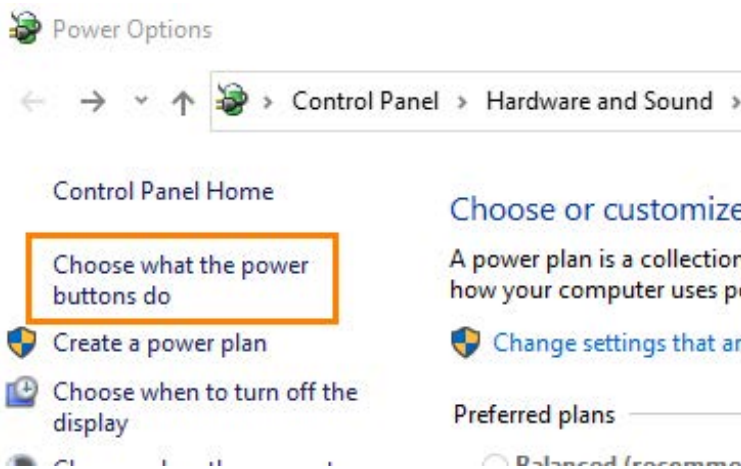 Power Options
Control Panel > Hardware and Sound >
Control Panel Home
Choose what the power
buttons do
Create a power plan
Choose when to turn off the
display
Choose or customize
A power plan is a collection
how your computer uses
Change settings that
Preferred plans
Balanced